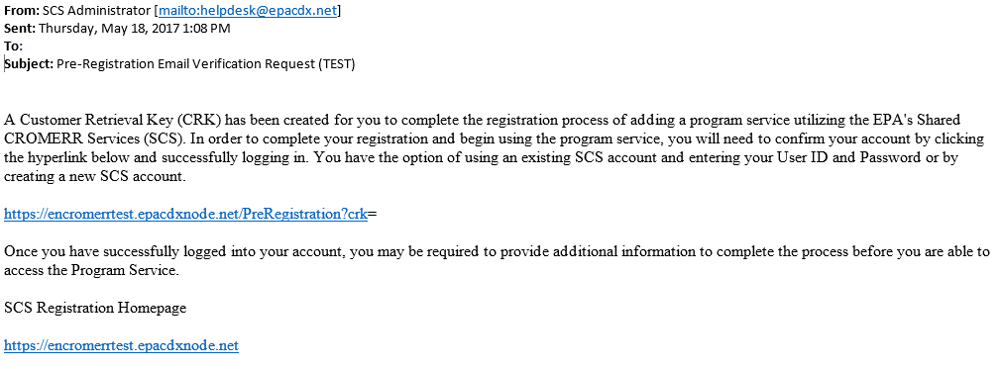 From: SCS Administrator [mailto:helpdesk@epacdx.net]
Sent: Thursday, May 18, 2017 1:08 PM
To:
Subject: Pre-Registration Email Verification Request (TEST)
A Customer Retrieval Key (CRK) has been created for you to complete the registration process of adding a program service utilizing the EPA's Shared
CROMERR Services (SCS). In order to complete your registration and begin using the program service, you will need to confirm your account by clicking
the hyperlink below and successfully logging in. You have the option of using an existing SCS account and entering your User ID and Password or by
creating a new SCS account.
https://encromerrtest.epacdxnode.net/PreRegistration?crk=
Once you have successfully logged into your account, you may be required to provide additional information to complete the process before you are able to
access the Program Service.
SCS Registration Homepage
https://encromerrtest.epacdxnode.net